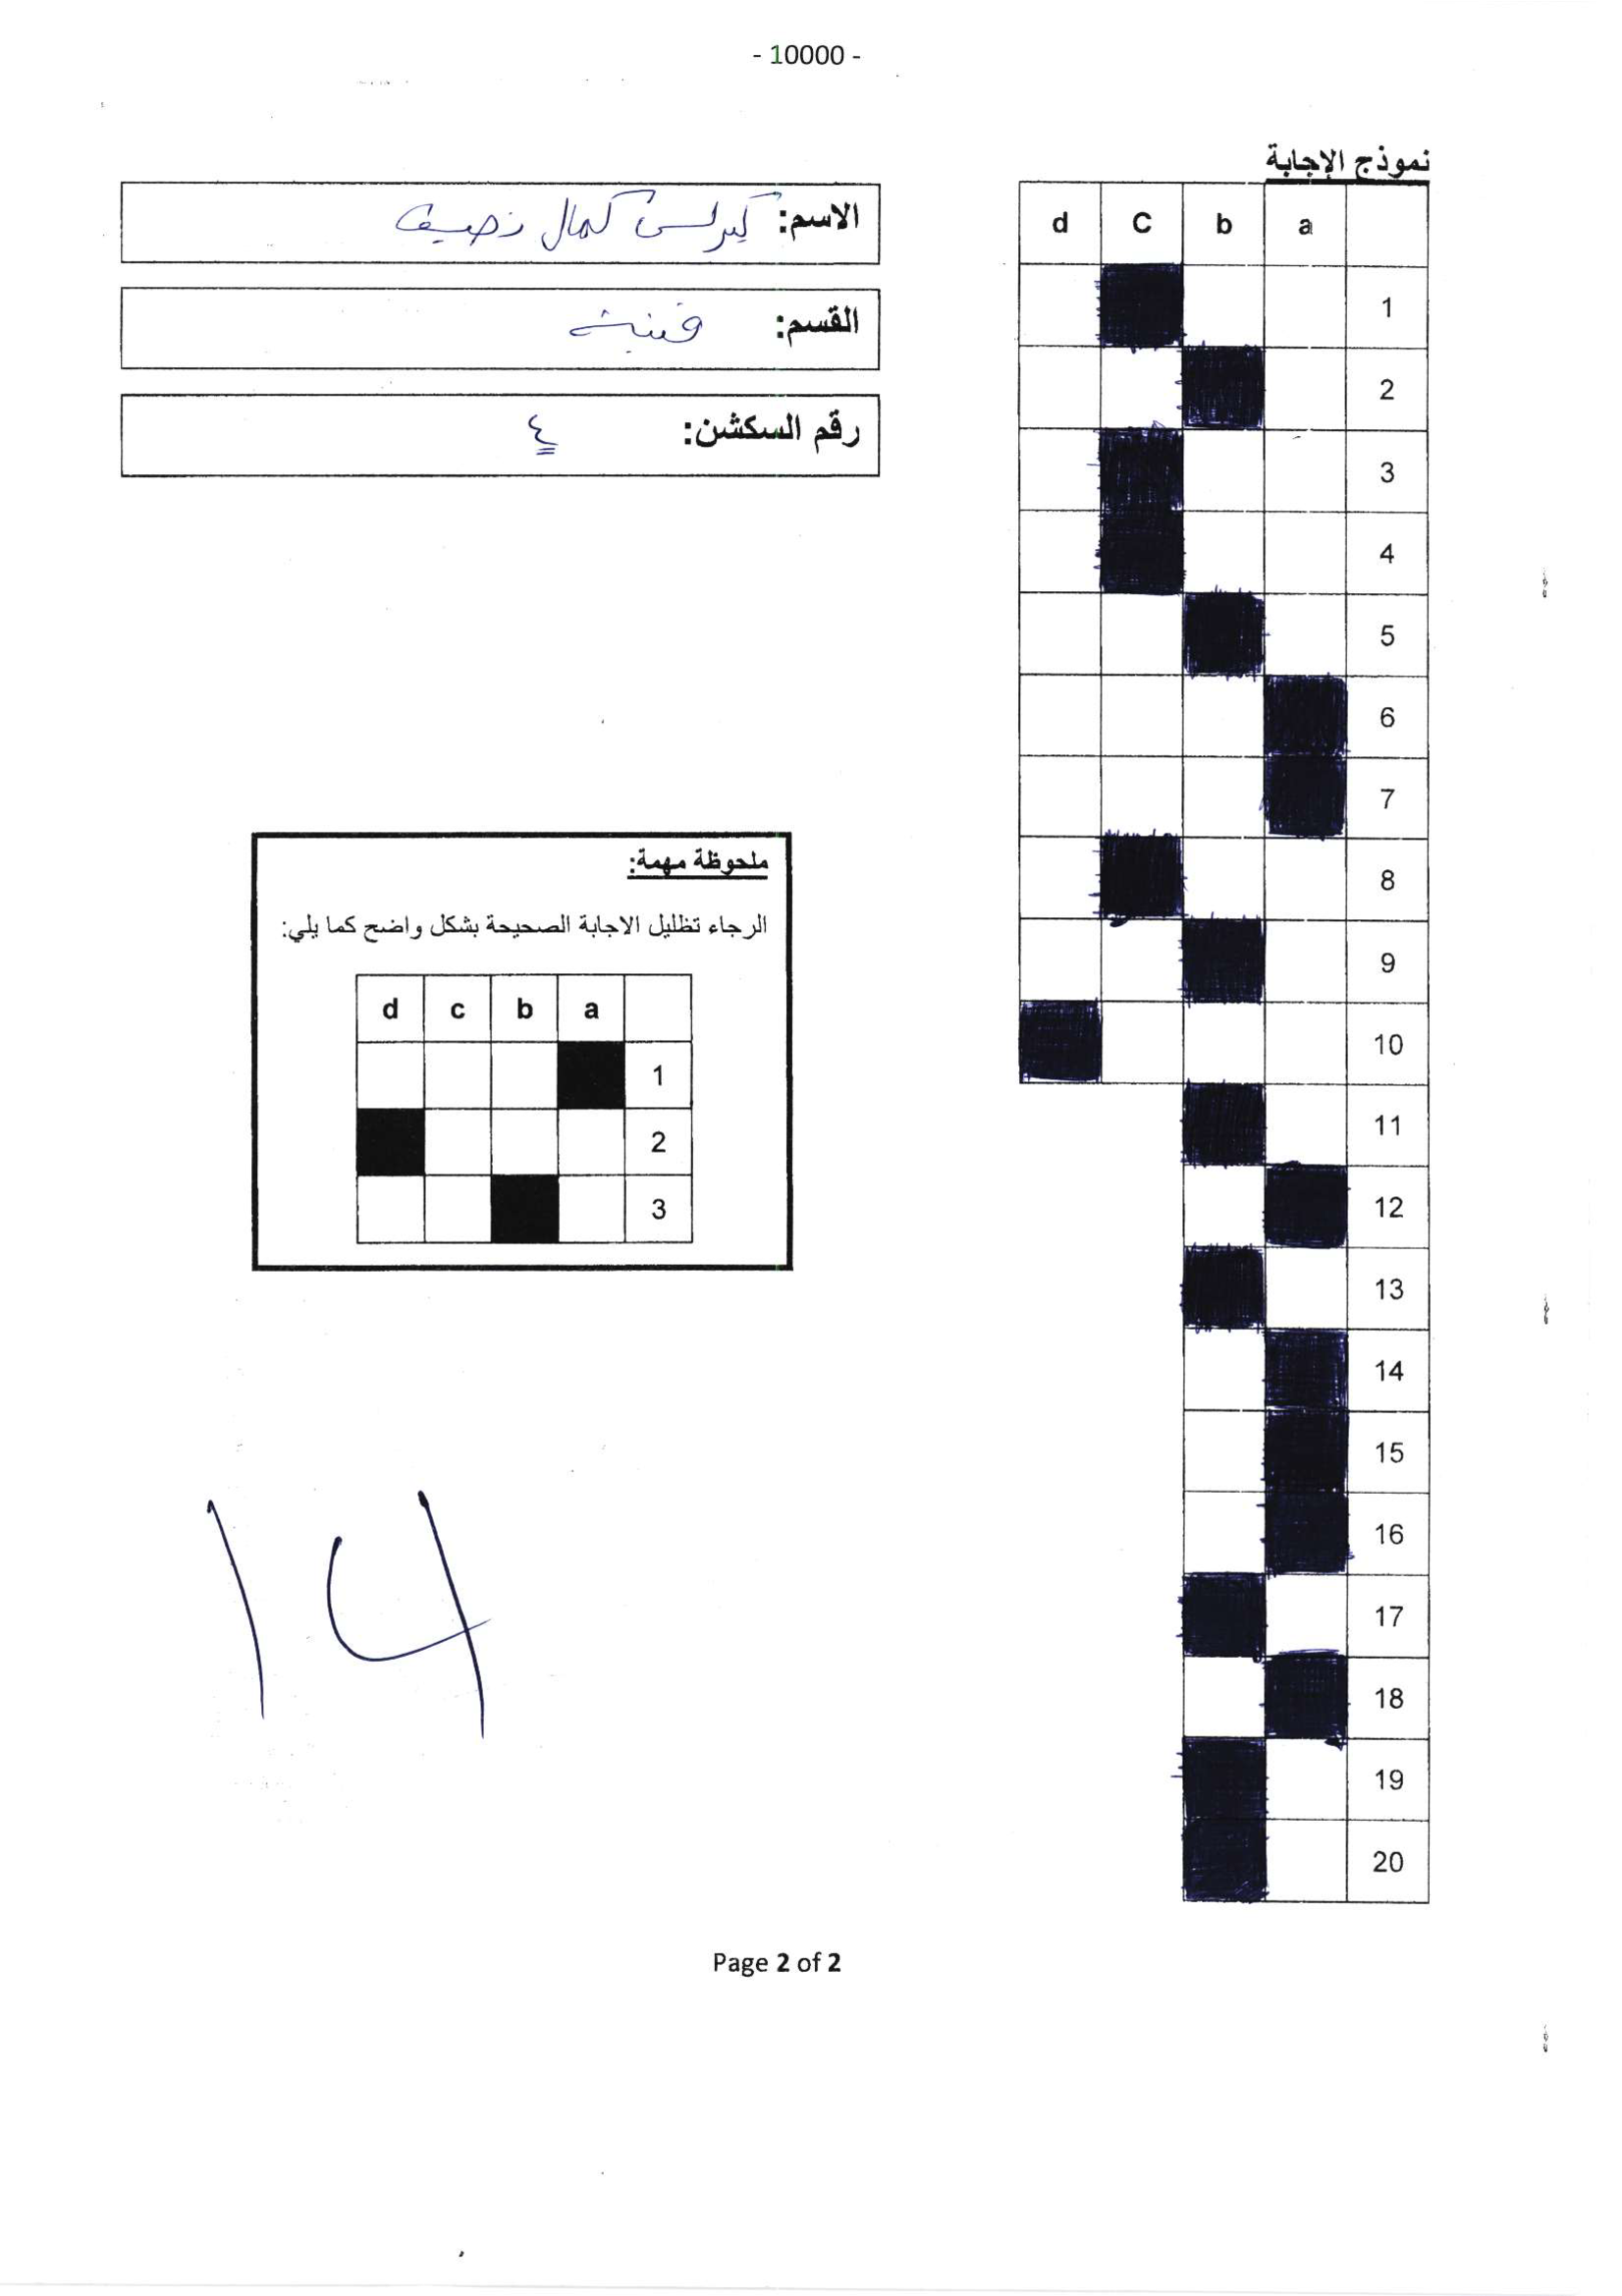 - 10000 -
نموذج الإجابة
الاسم: كيرلس كمال نصيف
القسم:
رقم السكشن: ٤
d C b a
1
2
3
4
5
6
7
8
9
10
11
12
13
14
15
16
17
18
19
20
ملحوظة مهمة:
الرجاء تظليل الاجابة الصحيحة بشكل واضح كما يلي:
d c b a
1
2
3
14
Page 2 of 2